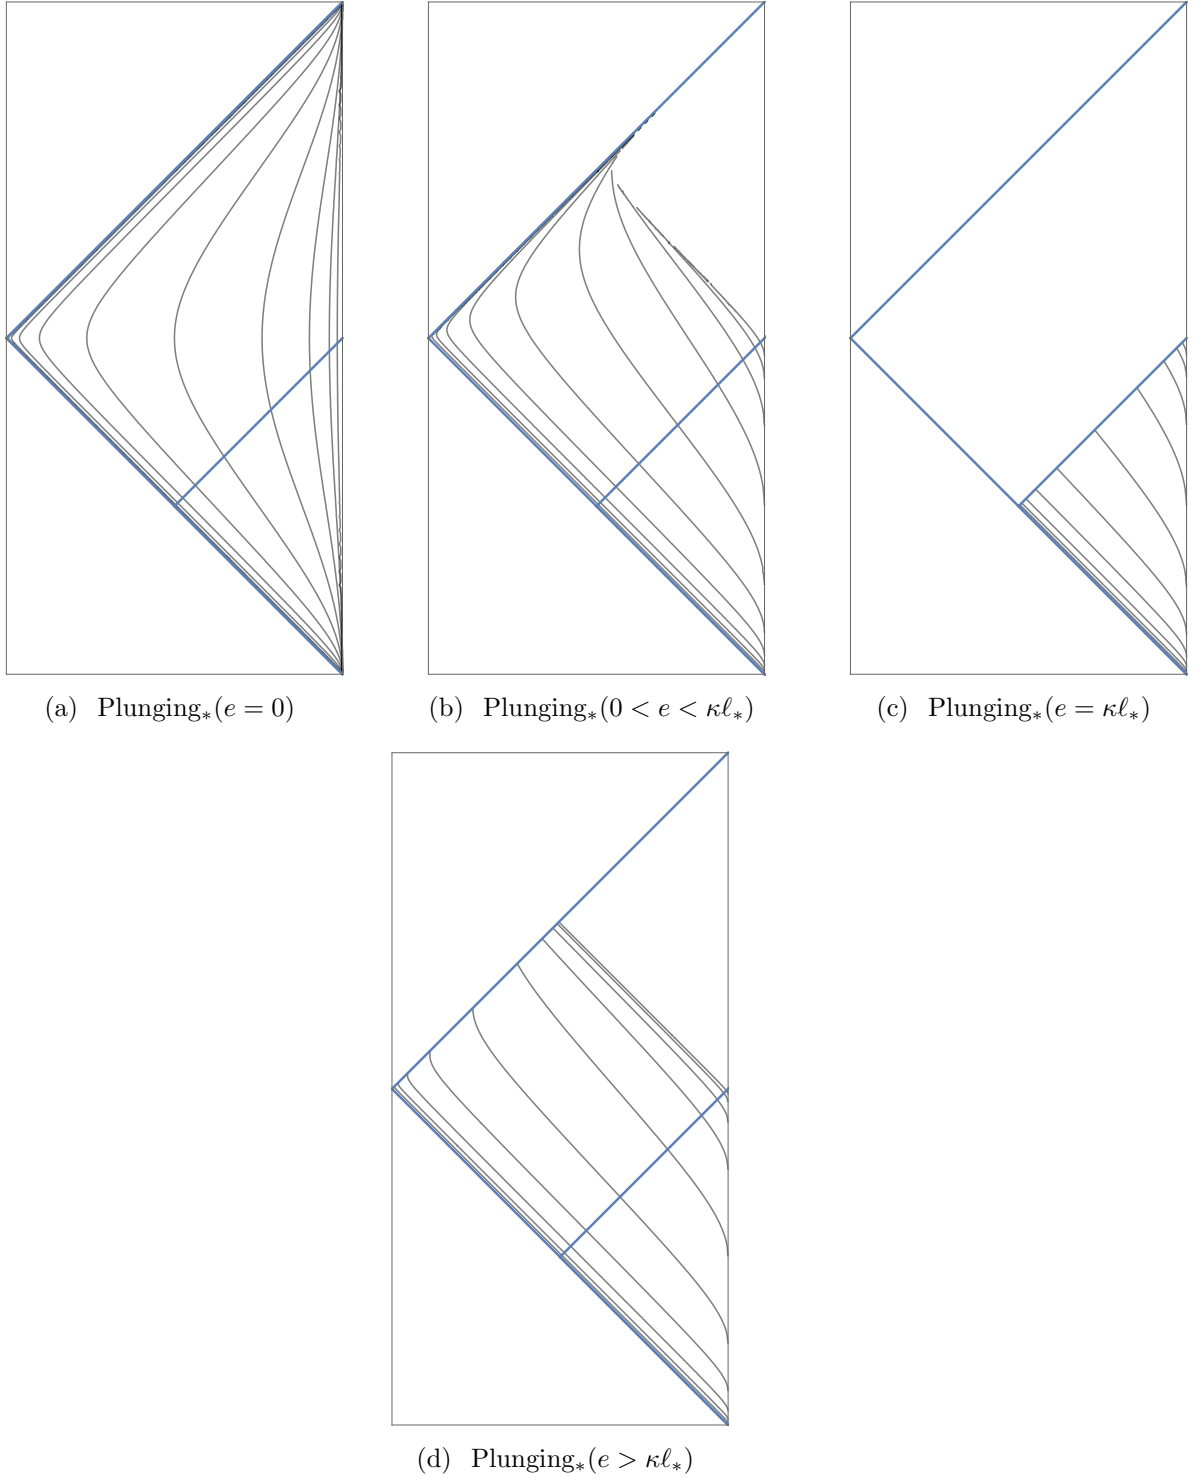 (a) Plunging∗(e = 0)
(b) Plunging∗(0 < e < κℓ∗)
(c) Plunging∗(e = κℓ∗)
(d) Plunging∗(e > κℓ∗)